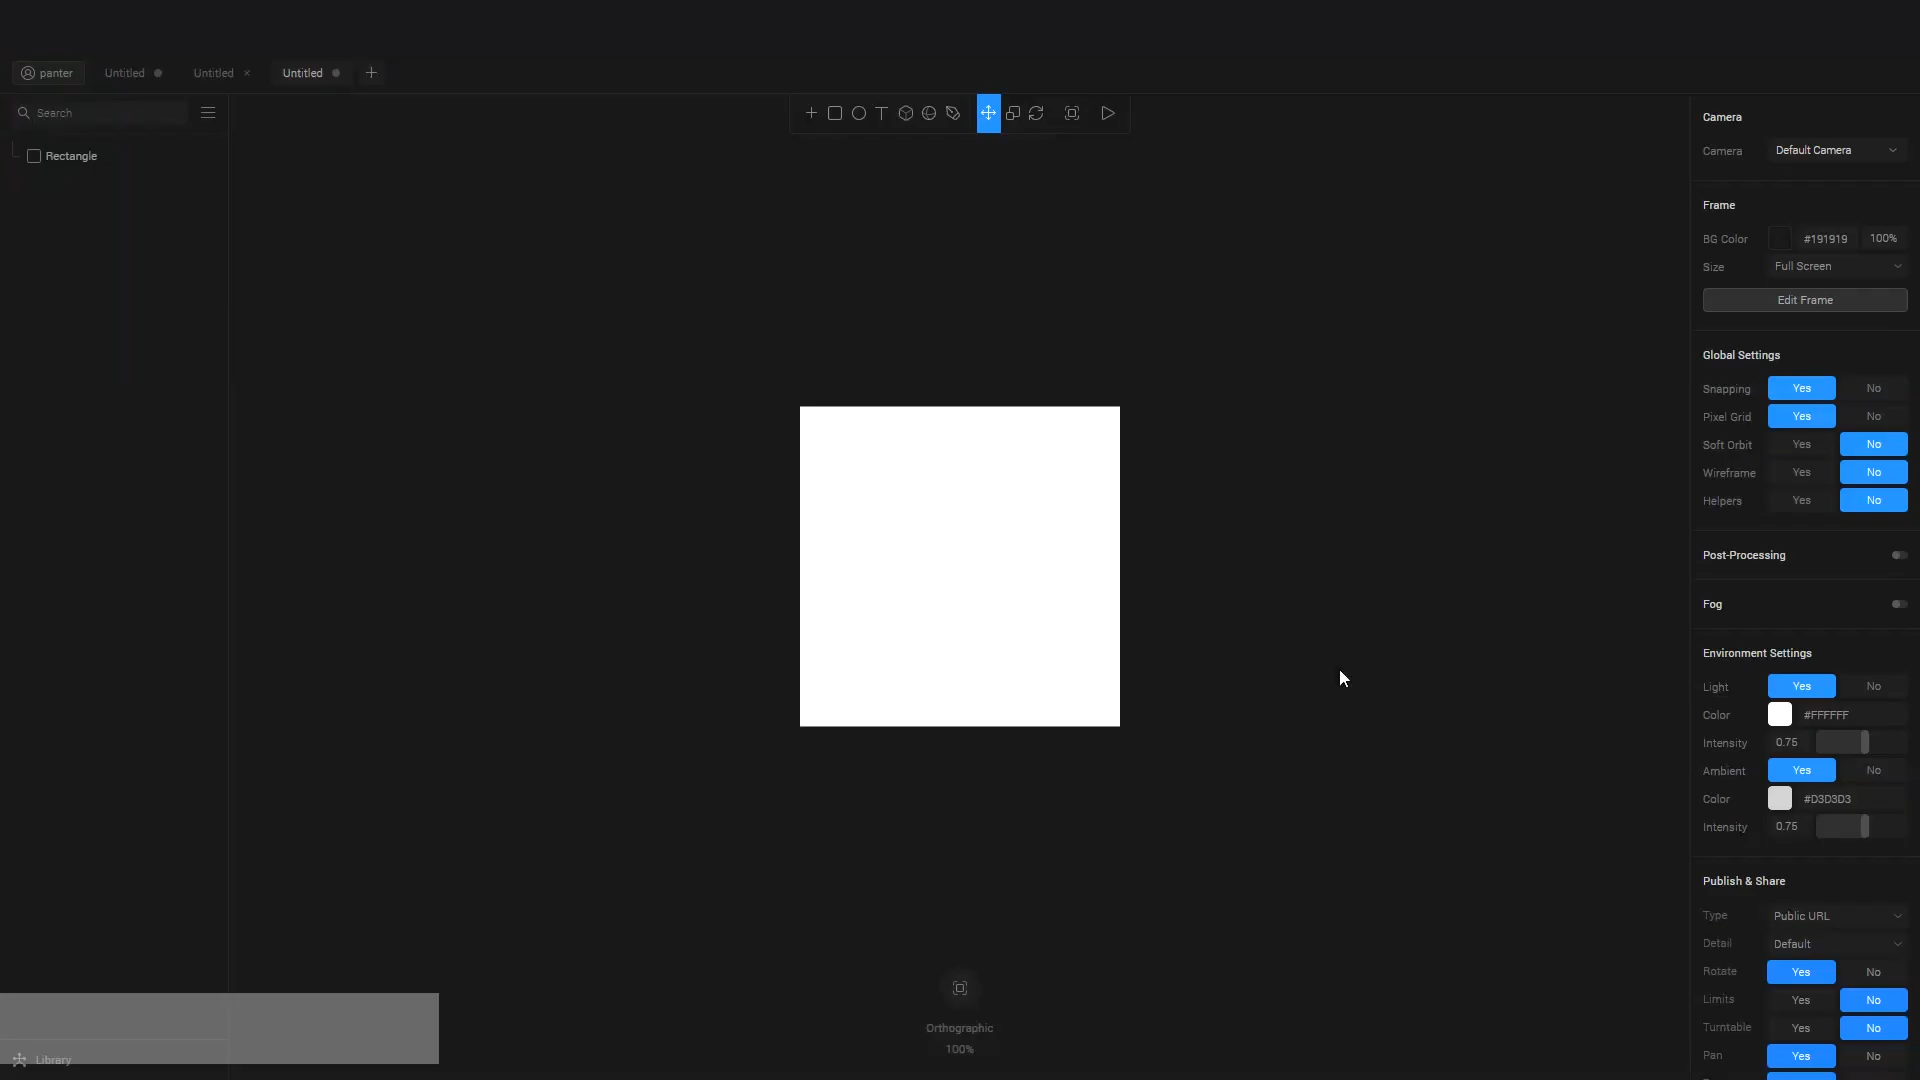 panter
Untitled
Untitled
Untitled
Search
Rectangle
Library
Orthographic
100%
Camera
Camera Default Camera
Frame
BG Color #191919 100%
Size Full Screen
Edit Frame
Global Settings
Snapping Yes No
Pixel Grid Yes No
Soft Orbit Yes No
Wireframe Yes No
Helpers Yes No
Post-Processing
Fog
Environment Settings
Light Yes No
Color #FFFFFF
Intensity 0.75
Ambient Yes No
Color #D3D3D3
Intensity 0.75
Publish & Share
Type Public URL
Detail Default
Rotate Yes No
Limits Yes No
Turntable Yes No
Pan Yes No